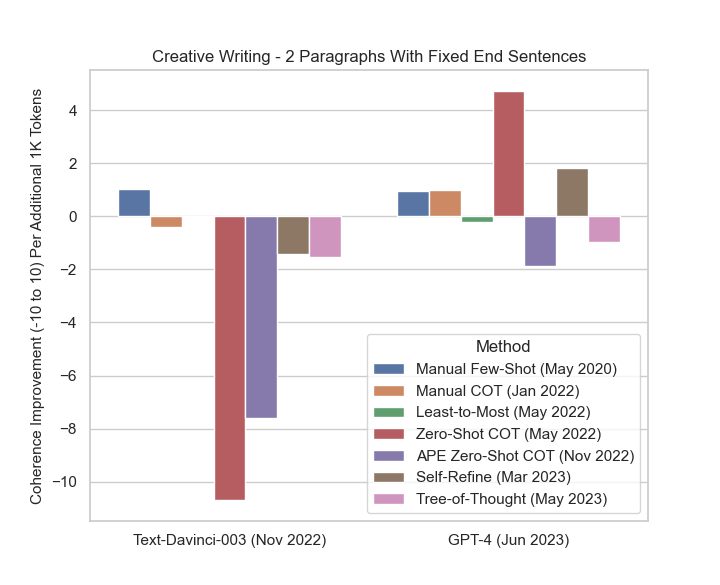 Creative Writing - 2 Paragraphs With Fixed End Sentences
Coherence Improvement (-10 to 10) Per Additional 1K Tokens
4
2
0
−2
−4
−6
−8
−10
Method
Manual Few-Shot (May 2020)
Manual COT (Jan 2022)
Least-to-Most (May 2022)
Zero-Shot COT (May 2022)
APE Zero-Shot COT (Nov 2022)
Self-Refine (Mar 2023)
Tree-of-Thought (May 2023)
Text-Davinci-003 (Nov 2022)
GPT-4 (Jun 2023)